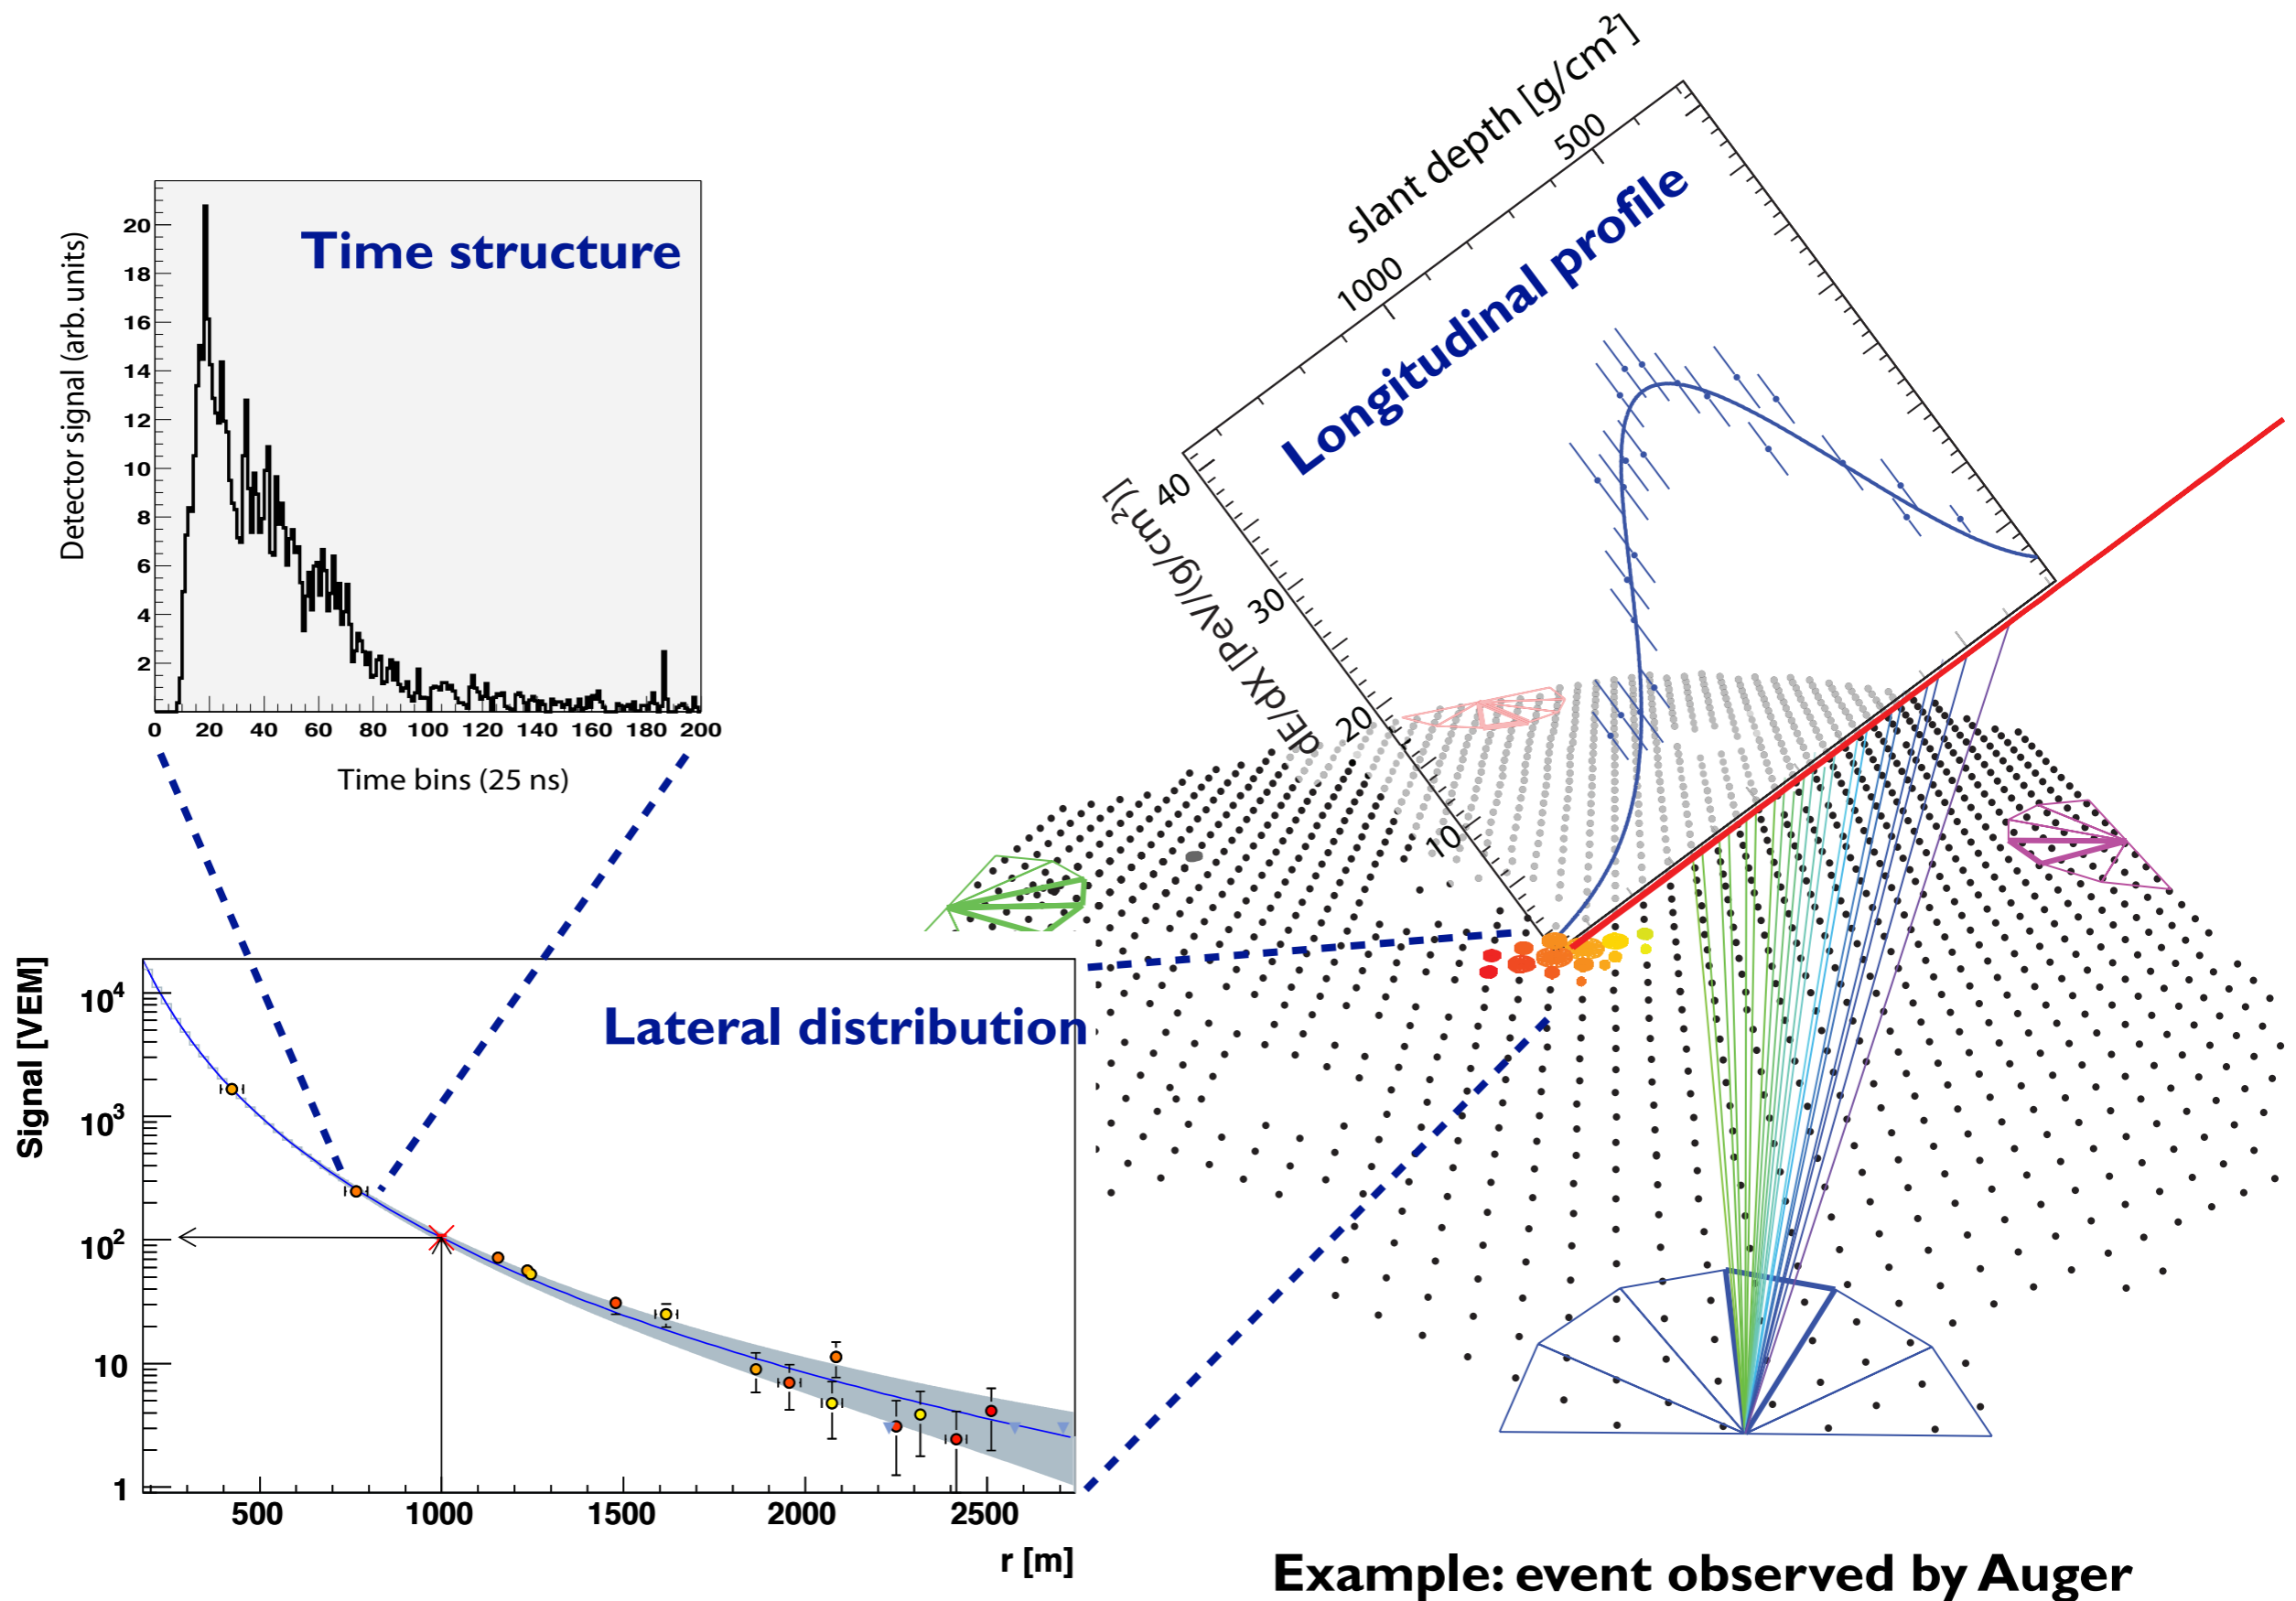 slant depth [g/cm²]
500
1000
Longitudinal profile
40
30
20
10
dE/dX [PeV/(g/cm²)]
Time structure
Detector signal (arb. units)
20
18
16
14
12
10
8
6
4
2
0 20 40 60 80 100 120 140 160 180 200
Time bins (25 ns)
Lateral distribution
Signal [VEM]
10⁴
10³
10²
10
1
500 1000 1500 2000 2500
r [m]
Example: event observed by Auger